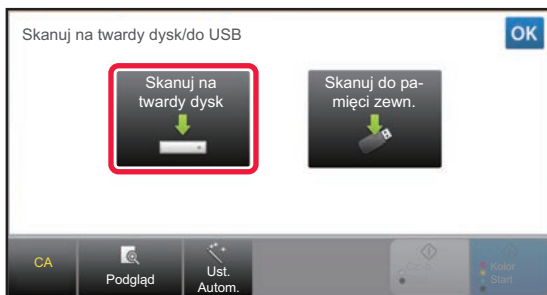 Skanuj na twardy dysk/do USB
OK
Skanuj na
twardy dysk
Skanuj do pa-
mięci zewn.
CA
Podgląd
Ust.
Autom.
Kolor
Start